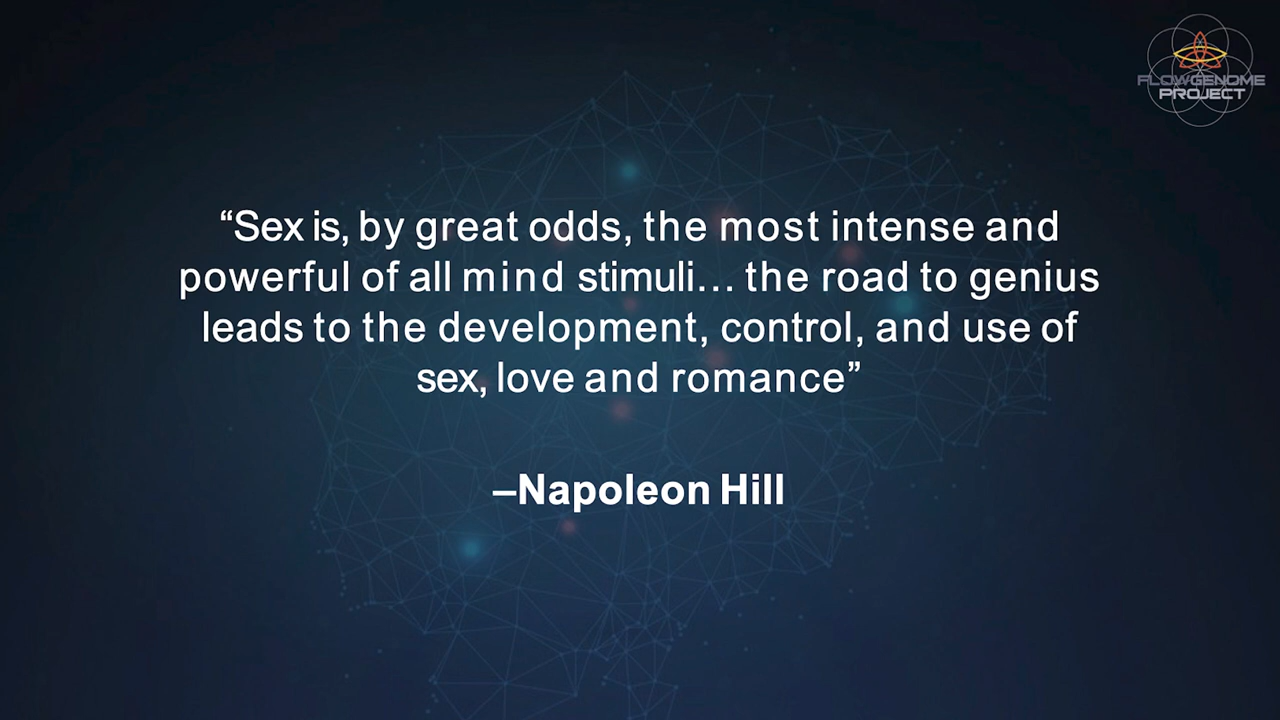 FLOWGENOME
PROJECT
“Sex is, by great odds, the most intense and
powerful of all mind stimuli… the road to genius
leads to the development, control, and use of
sex, love and romance”
–Napoleon Hill